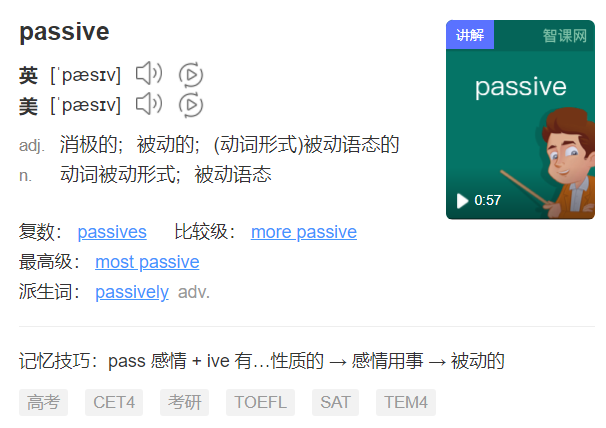 passive
英 [ˈpæsɪv]
美 [ˈpæsɪv]
adj. 消极的；被动的；(动词形式)被动语态的
n. 动词被动形式；被动语态
复数： passives 比较级： more passive
最高级： most passive
派生词： passively adv.
记忆技巧：pass 感情 + ive 有…性质的 → 感情用事 → 被动的
高考 CET4 考研 TOEFL SAT TEM4
讲解 智课网
passive
0:57